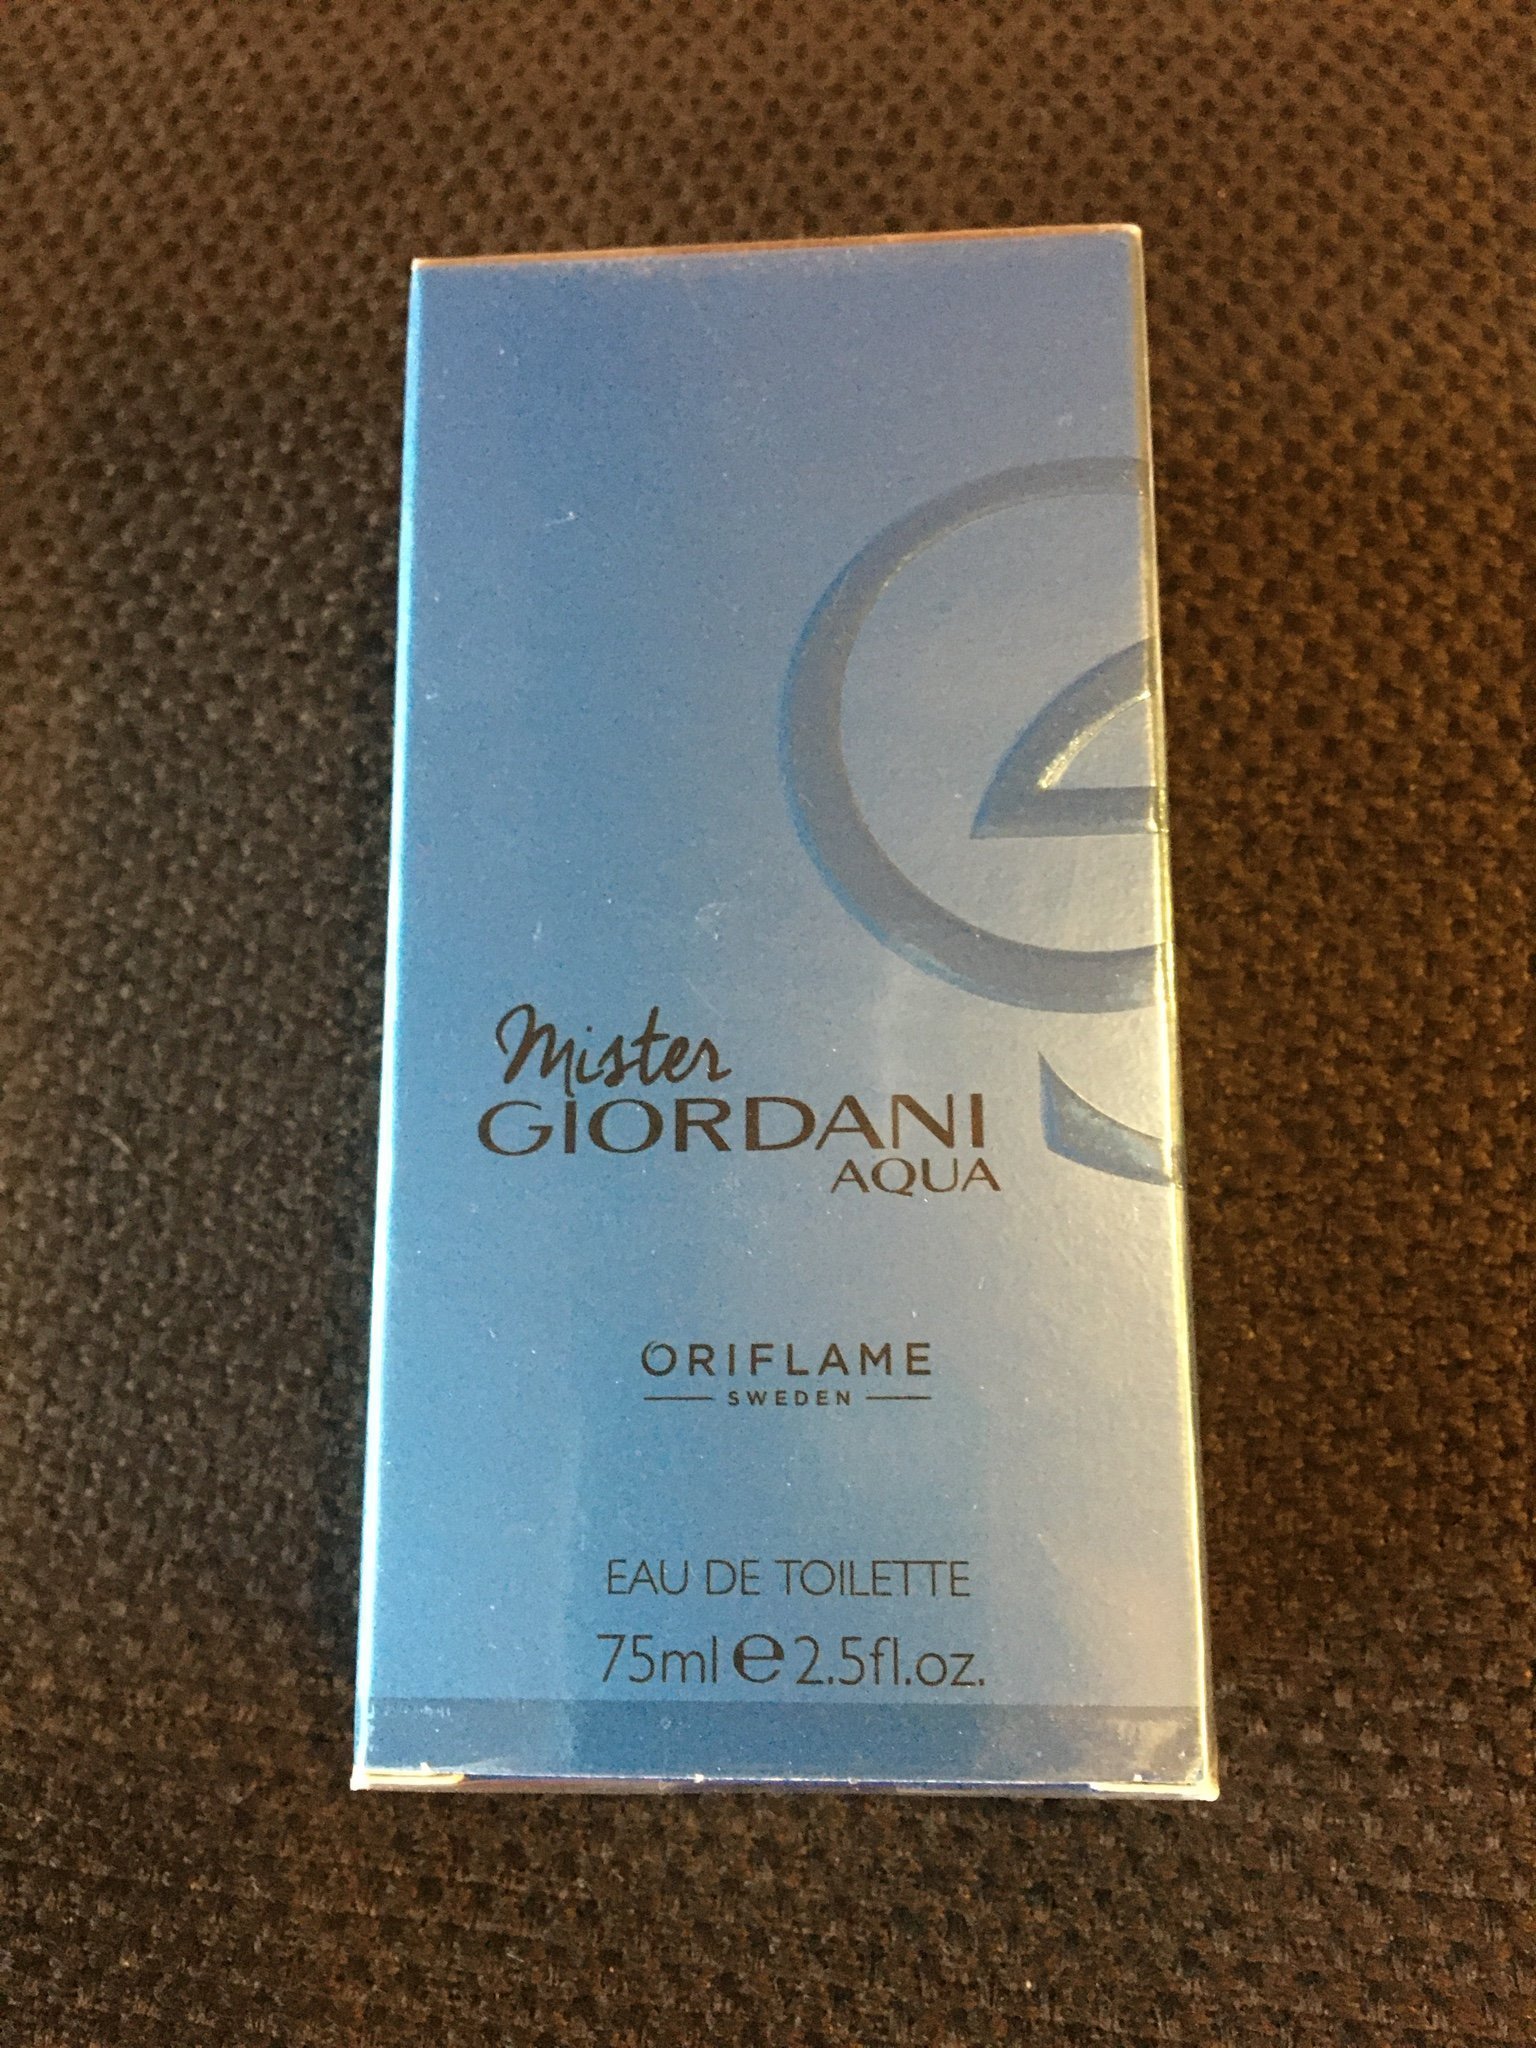 Mister
GIORDANI
AQUA
ORIFLAME
SWEDEN
EAU DE TOILETTE
75ml e 2.5fl.oz.